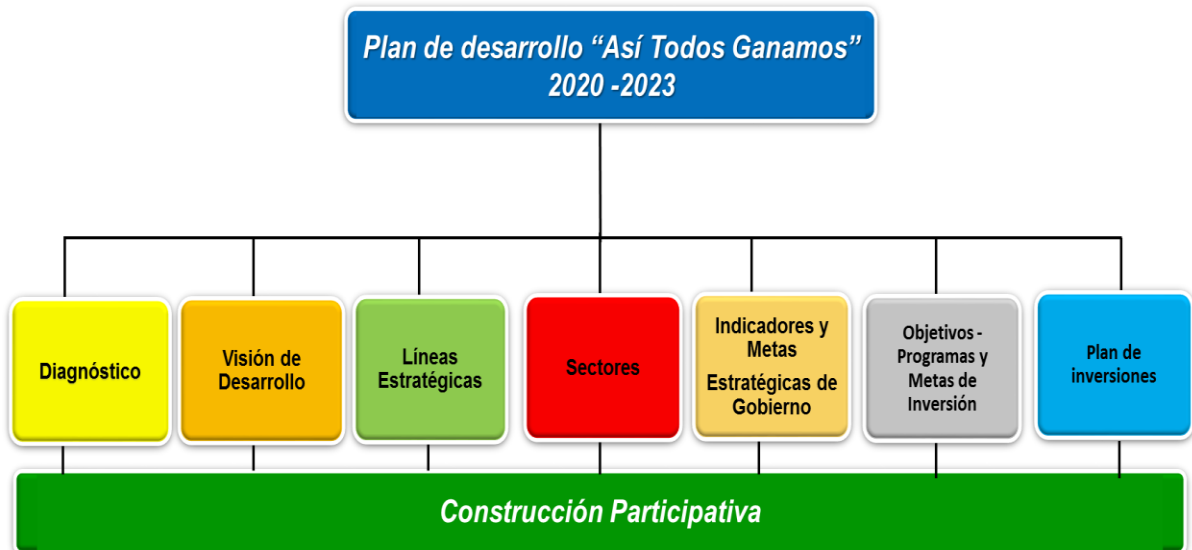 Plan de desarrollo “Así Todos Ganamos”
2020 -2023
Diagnóstico
Visión de
Desarrollo
Líneas
Estratégicas
Sectores
Indicadores y
Metas
Estratégicas de
Gobierno
Objetivos -
Programas y
Metas de
Inversión
Plan de
inversiones
Construcción Participativa